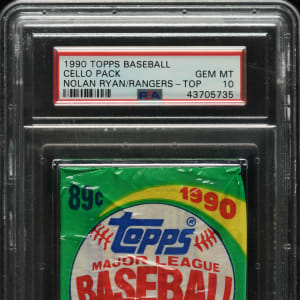 1990 TOPPS BASEBALL
CELLO PACK GEM MT
NOLAN RYAN/RANGERS - TOP 10
PSA 43705735
89¢ 1990
Topps®
MAJOR LEAGUE
BASEBALL